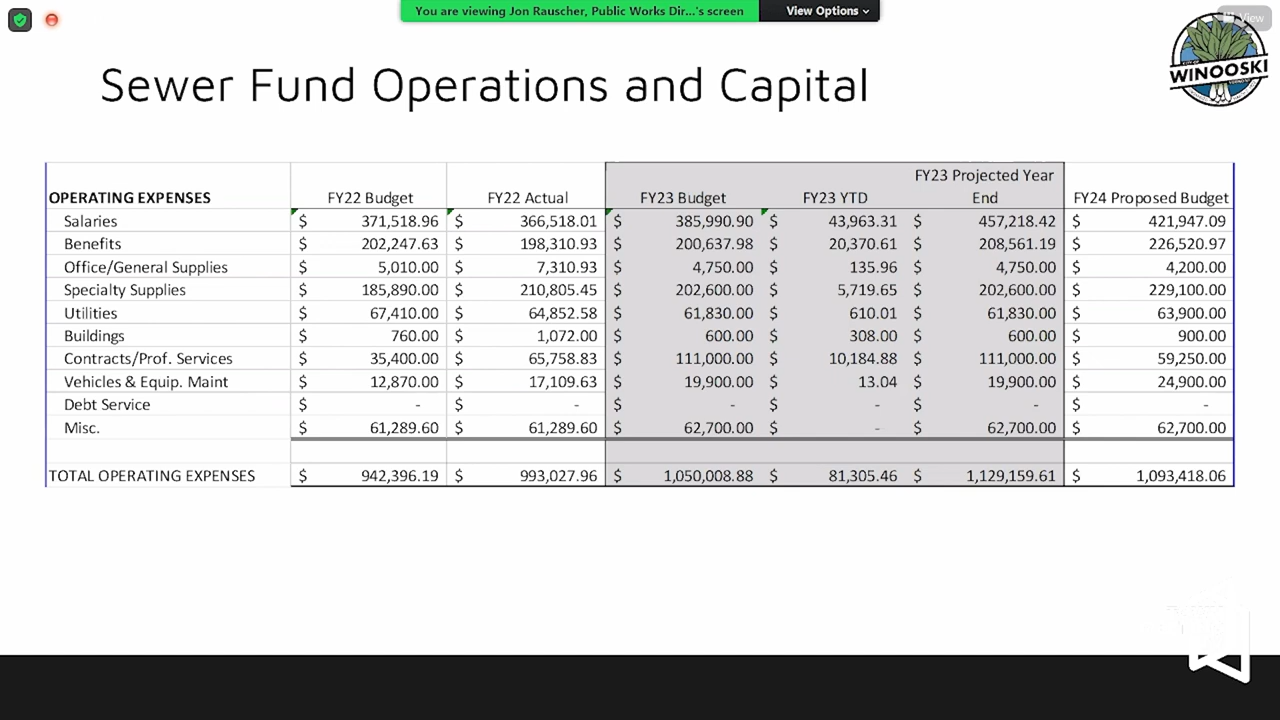 You are viewing Jon Rauscher, Public Works Dir...'s screen View Options
View
WINOOSKI
Sewer Fund Operations and Capital
OPERATING EXPENSES FY22 Budget FY22 Actual FY23 Budget FY23 YTD FY23 Projected Year End FY24 Proposed Budget
Salaries $ 371,518.96 $ 366,518.01 $ 385,990.90 $ 43,963.31 $ 457,218.42 $ 421,947.09
Benefits $ 202,247.63 $ 198,310.93 $ 200,637.98 $ 20,370.61 $ 208,561.19 $ 226,520.97
Office/General Supplies $ 5,010.00 $ 7,310.93 $ 4,750.00 $ 135.96 $ 4,750.00 $ 4,200.00
Specialty Supplies $ 185,890.00 $ 210,805.45 $ 202,600.00 $ 5,719.65 $ 202,600.00 $ 229,100.00
Utilities $ 67,410.00 $ 64,852.58 $ 61,830.00 $ 610.01 $ 61,830.00 $ 63,900.00
Buildings $ 760.00 $ 1,072.00 $ 600.00 $ 308.00 $ 600.00 $ 900.00
Contracts/Prof. Services $ 35,400.00 $ 65,758.83 $ 111,000.00 $ 10,184.88 $ 111,000.00 $ 59,250.00
Vehicles & Equip. Maint $ 12,870.00 $ 17,109.63 $ 19,900.00 $ 13.04 $ 19,900.00 $ 24,900.00
Debt Service $ - $ - $ - $ - $ - $ -
Misc. $ 61,289.60 $ 61,289.60 $ 62,700.00 $ - $ 62,700.00 $ 62,700.00
TOTAL OPERATING EXPENSES $ 942,396.19 $ 993,027.96 $ 1,050,008.88 $ 81,305.46 $ 1,129,159.61 $ 1,093,418.06